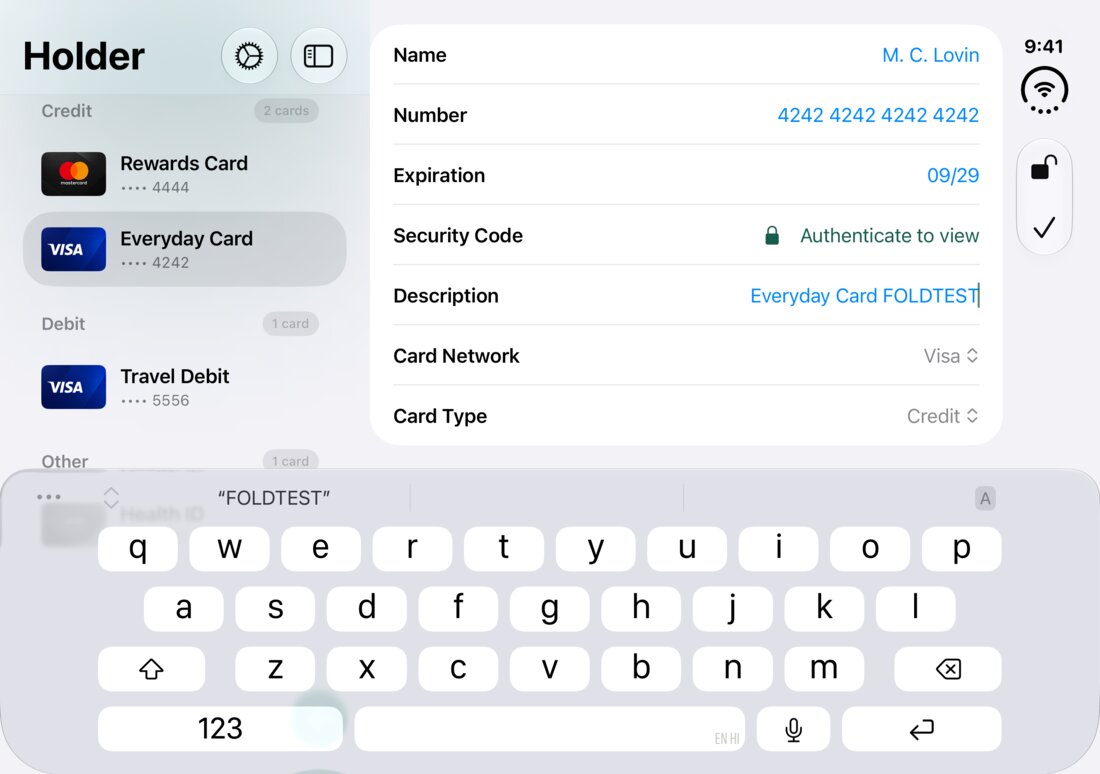 Holder
Credit
2 cards
mastercard
Rewards Card
•••• 4444
VISA
Everyday Card
•••• 4242
Debit
1 card
VISA
Travel Debit
•••• 5556
Other
1 card
Health ID
Name
M. C. Lovin
Number
4242 4242 4242 4242
Expiration
09/29
Security Code
Authenticate to view
Description
Everyday Card FOLDTEST
Card Network
Visa
Card Type
Credit
9:41
“FOLDTEST”
A
q w e r t y u i o p
a s d f g h j k l
z x c v b n m
123
EN HI